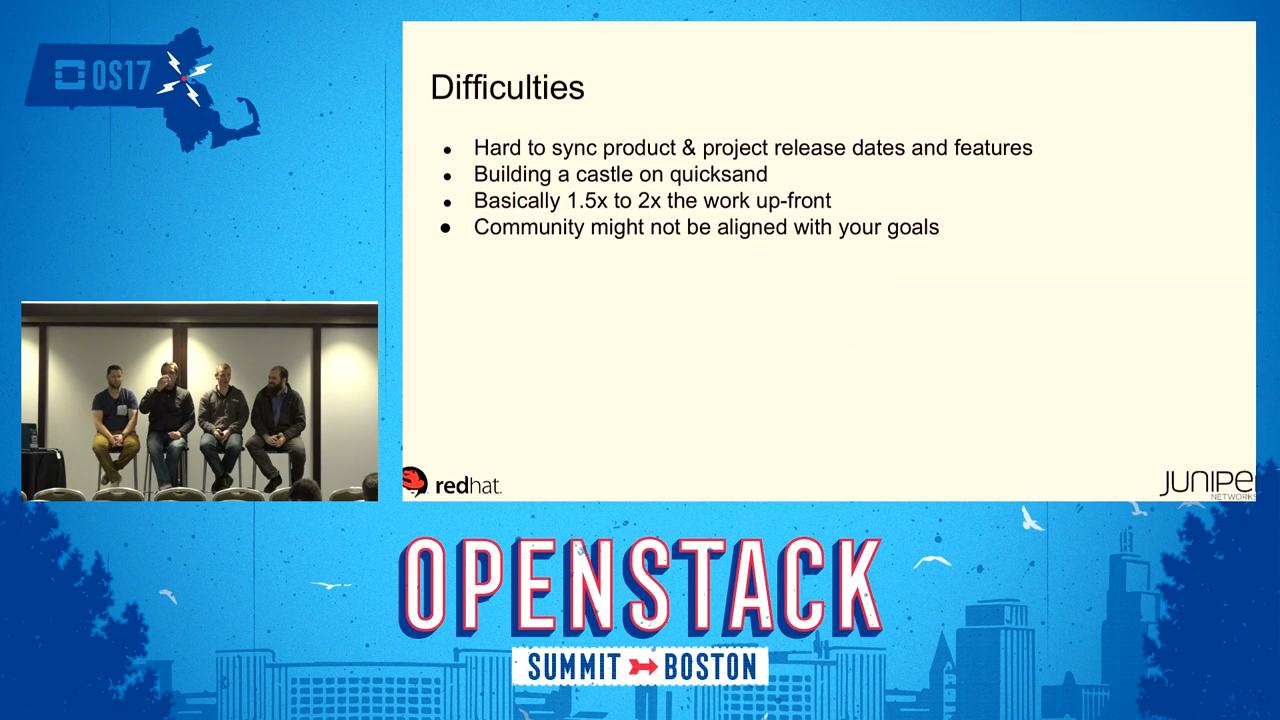 OS17
Difficulties
• Hard to sync product & project release dates and features
• Building a castle on quicksand
• Basically 1.5x to 2x the work up-front
• Community might not be aligned with your goals
redhat.
JUNIPE
NETWORKS
OPENSTACK
SUMMIT BOSTON